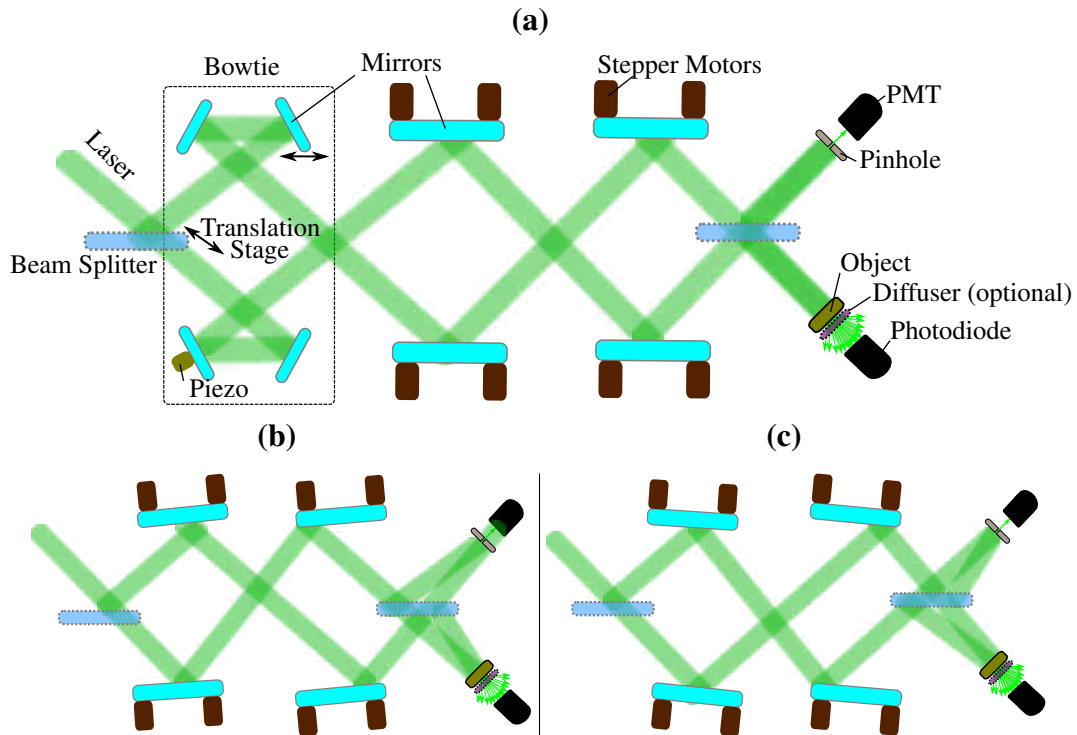 (a)
Bowtie
Mirrors
Stepper Motors
PMT
Laser
Pinhole
Translation
Stage
Beam Splitter
Object
Diffuser (optional)
Photodiode
Piezo
(b)
(c)